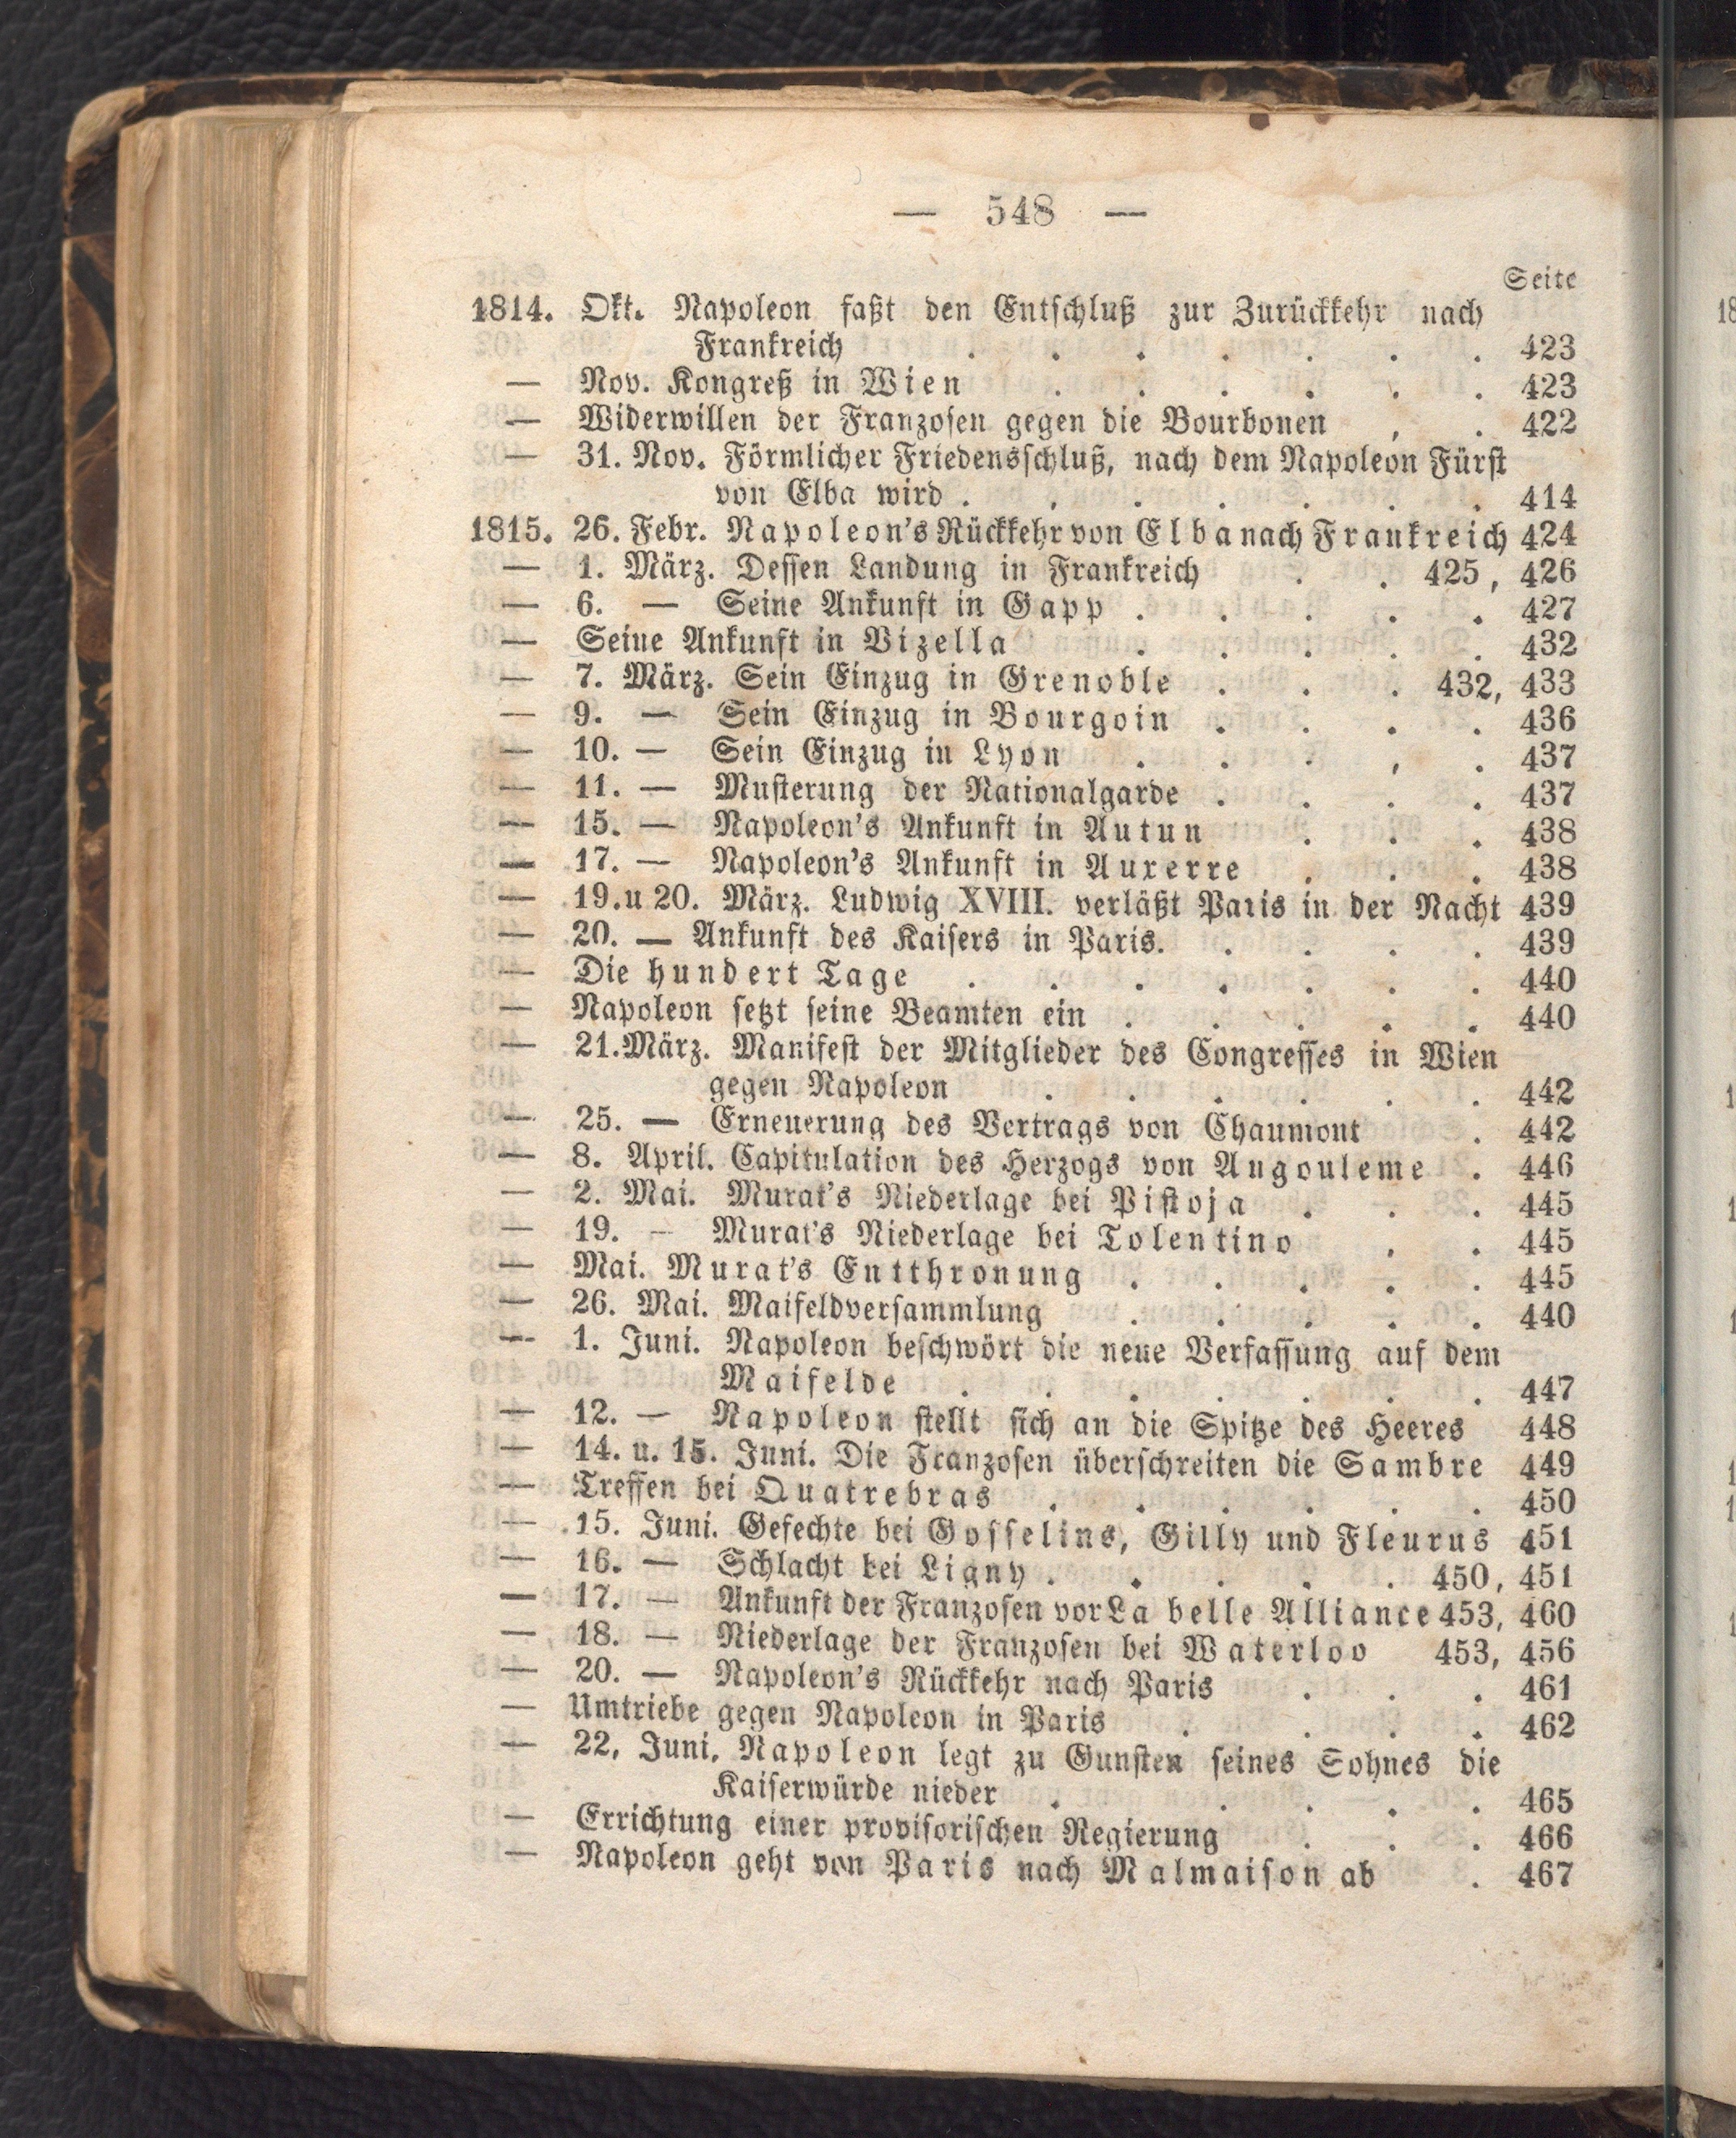 — 548 —
Seite
1814. Okt. Napoleon faßt den Entschluß zur Zurückkehr nach
Frankreich . . . . . . . 423
— Nov. Kongreß in Wien . . . . . . 423
— Widerwillen der Franzosen gegen die Bourbonen , . 422
— 31. Nov. Förmlicher Friedensschluß, nach dem Napoleon Fürst
von Elba wird . . . . . . . 414
1815. 26. Febr. Napoleon's Rückkehr von Elba nach Frankreich 424
— 1. März. Dessen Landung in Frankreich . . 425, 426
— 6. — Seine Ankunft in Gapp . . . . . 427
— Seine Ankunft in Vizella . . . . . 432
— 7. März. Sein Einzug in Grenoble . . . 432, 433
— 9. — Sein Einzug in Bourgoin . . . . 436
— 10. — Sein Einzug in Lyon . . . , . 437
— 11. — Musterung der Nationalgarde . . . . 437
— 15. — Napoleon's Ankunft in Autun . . . 438
— 17. — Napoleon's Ankunft in Auxerre . . . 438
— 19.u 20. März. Ludwig XVIII. verläßt Paris in der Nacht 439
— 20. — Ankunft des Kaisers in Paris. . . . . 439
— Die hundert Tage . . . . . . . 440
— Napoleon setzt seine Beamten ein . . . . . 440
— 21.März. Manifest der Mitglieder des Congresses in Wien
gegen Napoleon . . . . . . 442
— 25. — Erneuerung des Vertrags von Chaumont . 442
— 8. April. Capitulation des Herzogs von Angouleme . 446
— 2. Mai. Murat's Niederlage bei Pistoja . . . 445
— 19. — Murat's Niederlage bei Tolentino , . 445
— Mai. Murat's Entthronung . . . . . 445
— 26. Mai. Maifeldversammlung . . . . . 440
— 1. Juni. Napoleon beschwört die neue Verfassung auf dem
Maifelde . . . . . . . 447
— 12. — Napoleon stellt sich an die Spitze des Heeres 448
— 14. u. 15. Juni. Die Franzosen überschreiten die Sambre 449
— Treffen bei Quatrebras . . . . . . 450
— 15. Juni. Gefechte bei Gosselins, Gilly und Fleurus 451
— 16. — Schlacht bei Ligny . . . . . 450, 451
— 17. — Ankunft der Franzosen vor La belle Alliance 453, 460
— 18. — Niederlage der Franzosen bei Waterloo 453, 456
— 20. — Napoleon's Rückkehr nach Paris . . . 461
— Umtriebe gegen Napoleon in Paris . . . . 462
— 22, Juni, Napoleon legt zu Gunsten seines Sohnes die
Kaiserwürde nieder . . . . . 465
— Errichtung einer provisorischen Regierung . . . 466
— Napoleon geht von Paris nach Malmaison ab . 467